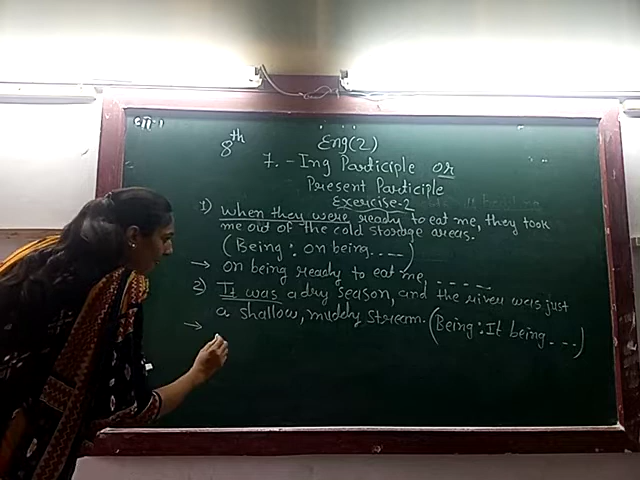 8th
Eng(2)
7. - Ing Participle or
Present Participle
Exercise-2
1) When they were ready to eat me, they took
me out of the cold storage areas.
(Being : on being....)
→ on being ready to eat me, - - - - -
2) It was a dry season, and the river was just
a shallow, muddy stream. (Being : It being ....)
→